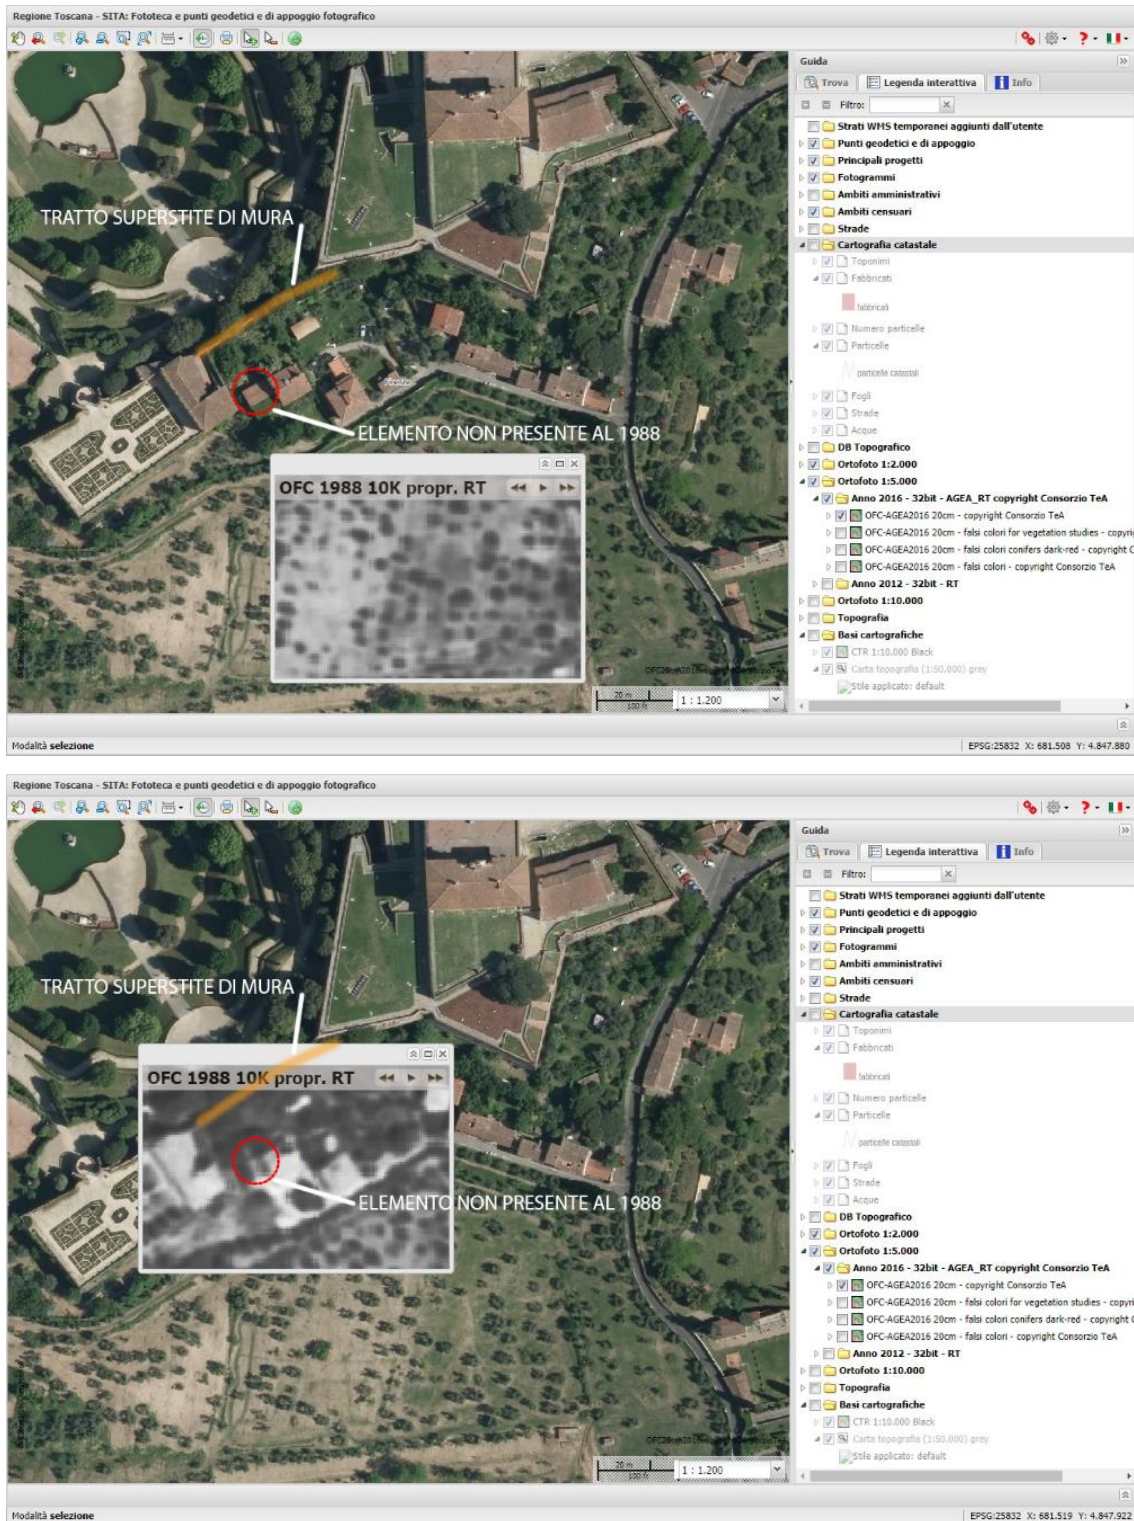 Regione Toscana - SITA: Fototeca e punti geodetici e di appoggio fotografico
Guida
Trova Legenda interattiva Info
Filtro:
Strati WMS temporanei aggiunti dall'utente
Punti geodetici e di appoggio
Principali progetti
Fotogrammi
Ambiti amministrativi
Ambiti censuari
Strade
Cartografia catastale
Toponimi
Fabbricati
fabbricati
Numero particelle
Particelle
particelle catastali
Fogli
Strade
Acque
DB Topografico
Ortofoto 1:2.000
Ortofoto 1:5.000
Anno 2016 - 32bit - AGEA_RT copyright Consorzio TeA
OFC-AGEA2016 20cm - copyright Consorzio TeA
OFC-AGEA2016 20cm - falsi colori for vegetation studies - copyri
OFC-AGEA2016 20cm - falsi colori conifers dark-red - copyright C
OFC-AGEA2016 20cm - falsi colori - copyright Consorzio TeA
Anno 2012 - 32bit - RT
Ortofoto 1:10.000
Topografia
Basi cartografiche
CTR 1:10.000 Black
Carta topografia (1:50.000) grey
Stile applicato: default
TRATTO SUPERSTITE DI MURA
Firenze
ELEMENTO NON PRESENTE AL 1988
OFC 1988 10K propr. RT
20 m
100 ft
1 : 1.200
Modalità selezione
EPSG:25832 X: 681.508 Y: 4.847.880
Regione Toscana - SITA: Fototeca e punti geodetici e di appoggio fotografico
Guida
Trova Legenda interattiva Info
Filtro:
Strati WMS temporanei aggiunti dall'utente
Punti geodetici e di appoggio
Principali progetti
Fotogrammi
Ambiti amministrativi
Ambiti censuari
Strade
Cartografia catastale
Toponimi
Fabbricati
fabbricati
Numero particelle
Particelle
particelle catastali
Fogli
Strade
Acque
DB Topografico
Ortofoto 1:2.000
Ortofoto 1:5.000
Anno 2016 - 32bit - AGEA_RT copyright Consorzio TeA
OFC-AGEA2016 20cm - copyright Consorzio TeA
OFC-AGEA2016 20cm - falsi colori for vegetation studies - copyri
OFC-AGEA2016 20cm - falsi colori conifers dark-red - copyright C
OFC-AGEA2016 20cm - falsi colori - copyright Consorzio TeA
Anno 2012 - 32bit - RT
Ortofoto 1:10.000
Topografia
Basi cartografiche
CTR 1:10.000 Black
Carta topografia (1:50.000) grey
Stile applicato: default
TRATTO SUPERSTITE DI MURA
OFC 1988 10K propr. RT
ELEMENTO NON PRESENTE AL 1988
20 m
100 ft
1 : 1.200
Modalità selezione
EPSG:25832 X: 681.519 Y: 4.847.922